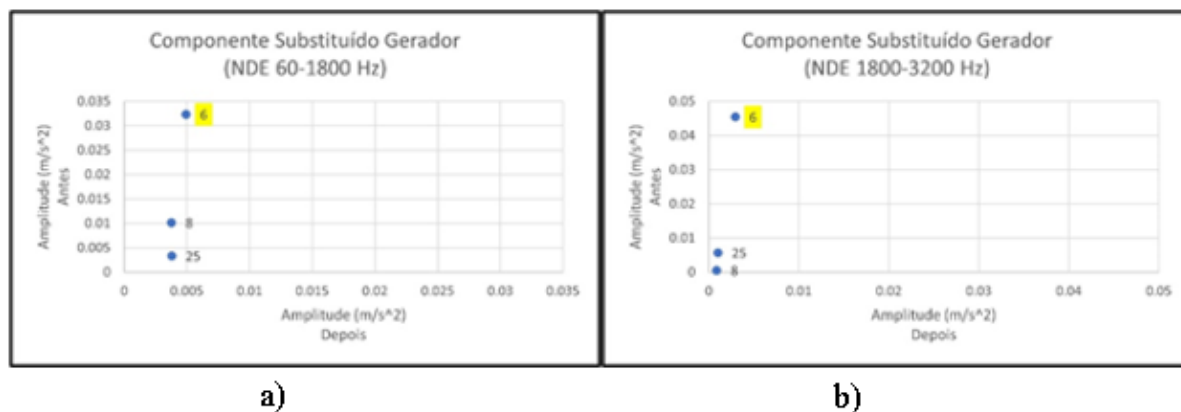 Componente Substituído Gerador
(NDE 60-1800 Hz)
Amplitude (m/s^2)
Antes
0.035
0.03
0.025
0.02
0.015
0.01
0.005
0
6
8
25
0
0.005
0.01
0.015
0.02
0.025
0.03
0.035
Amplitude (m/s^2)
Depois
a)
Componente Substituído Gerador
(NDE 1800-3200 Hz)
Amplitude (m/s^2)
Antes
0.05
0.04
0.03
0.02
0.01
0
6
25
8
0
0.01
0.02
0.03
0.04
0.05
Amplitude (m/s^2)
Depois
b)